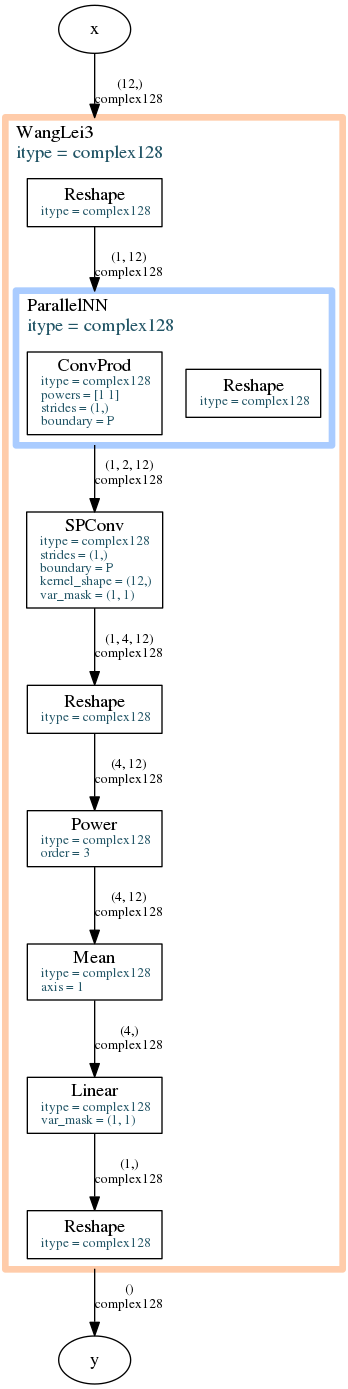 x
(12,)
complex128
WangLei3
itype = complex128
Reshape
itype = complex128
(1, 12)
complex128
ParallelNN
itype = complex128
ConvProd
itype = complex128
powers = [1 1]
strides = (1,)
boundary = P
Reshape
itype = complex128
(1, 2, 12)
complex128
SPConv
itype = complex128
strides = (1,)
boundary = P
kernel_shape = (12,)
var_mask = (1, 1)
(1, 4, 12)
complex128
Reshape
itype = complex128
(4, 12)
complex128
Power
itype = complex128
order = 3
(4, 12)
complex128
Mean
itype = complex128
axis = 1
(4,)
complex128
Linear
itype = complex128
var_mask = (1, 1)
(1,)
complex128
Reshape
itype = complex128
()
complex128
y